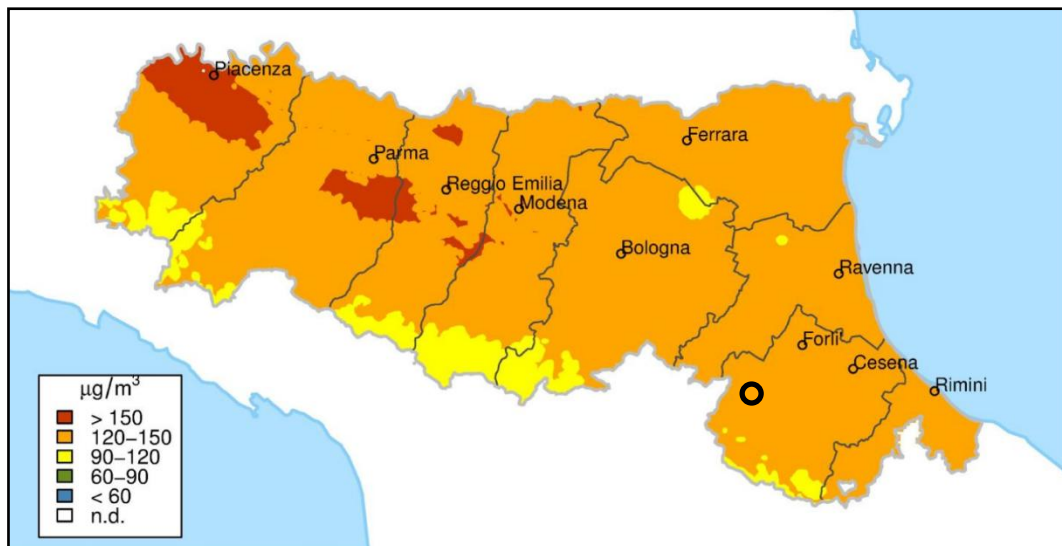 Piacenza
Parma
Ferrara
Reggio Emilia
Modena
Bologna
Ravenna
Forli'
Cesena
Rimini
μg/m³
> 150
120−150
90−120
60−90
< 60
n.d.